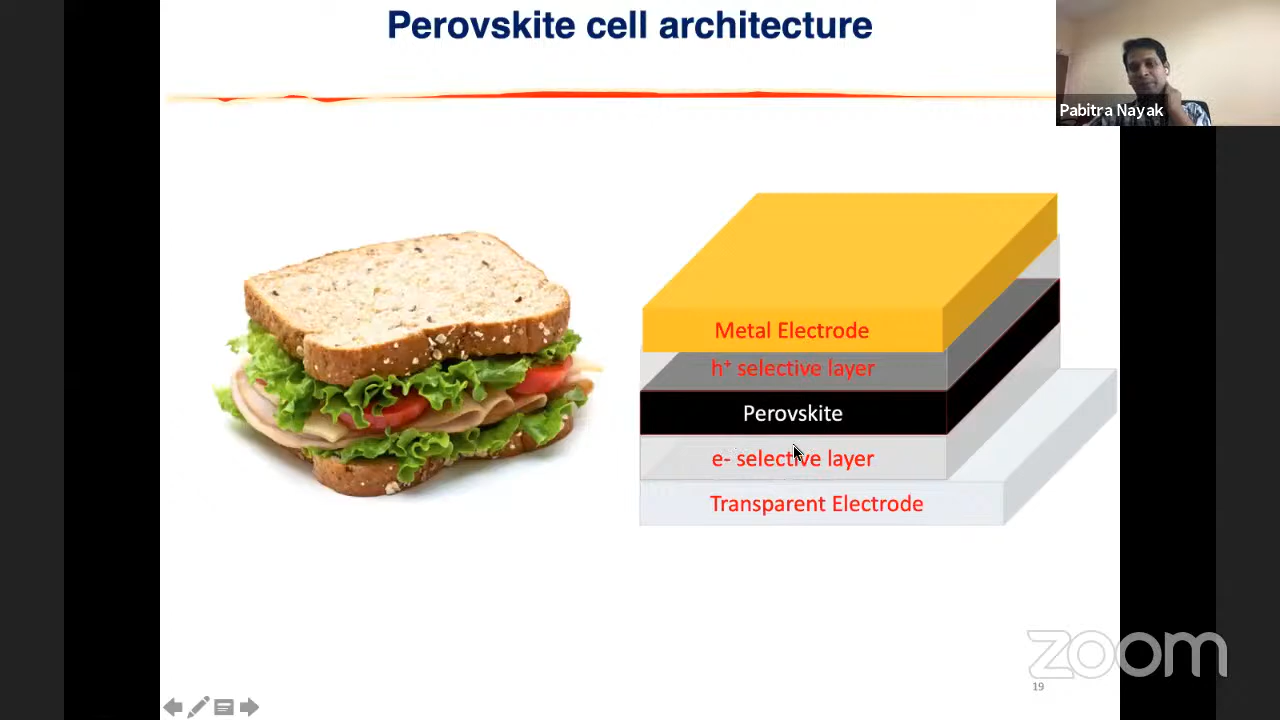 Perovskite cell architecture
Pabitra Nayak
Metal Electrode
h⁺ selective layer
Perovskite
e- selective layer
Transparent Electrode
zoom
19